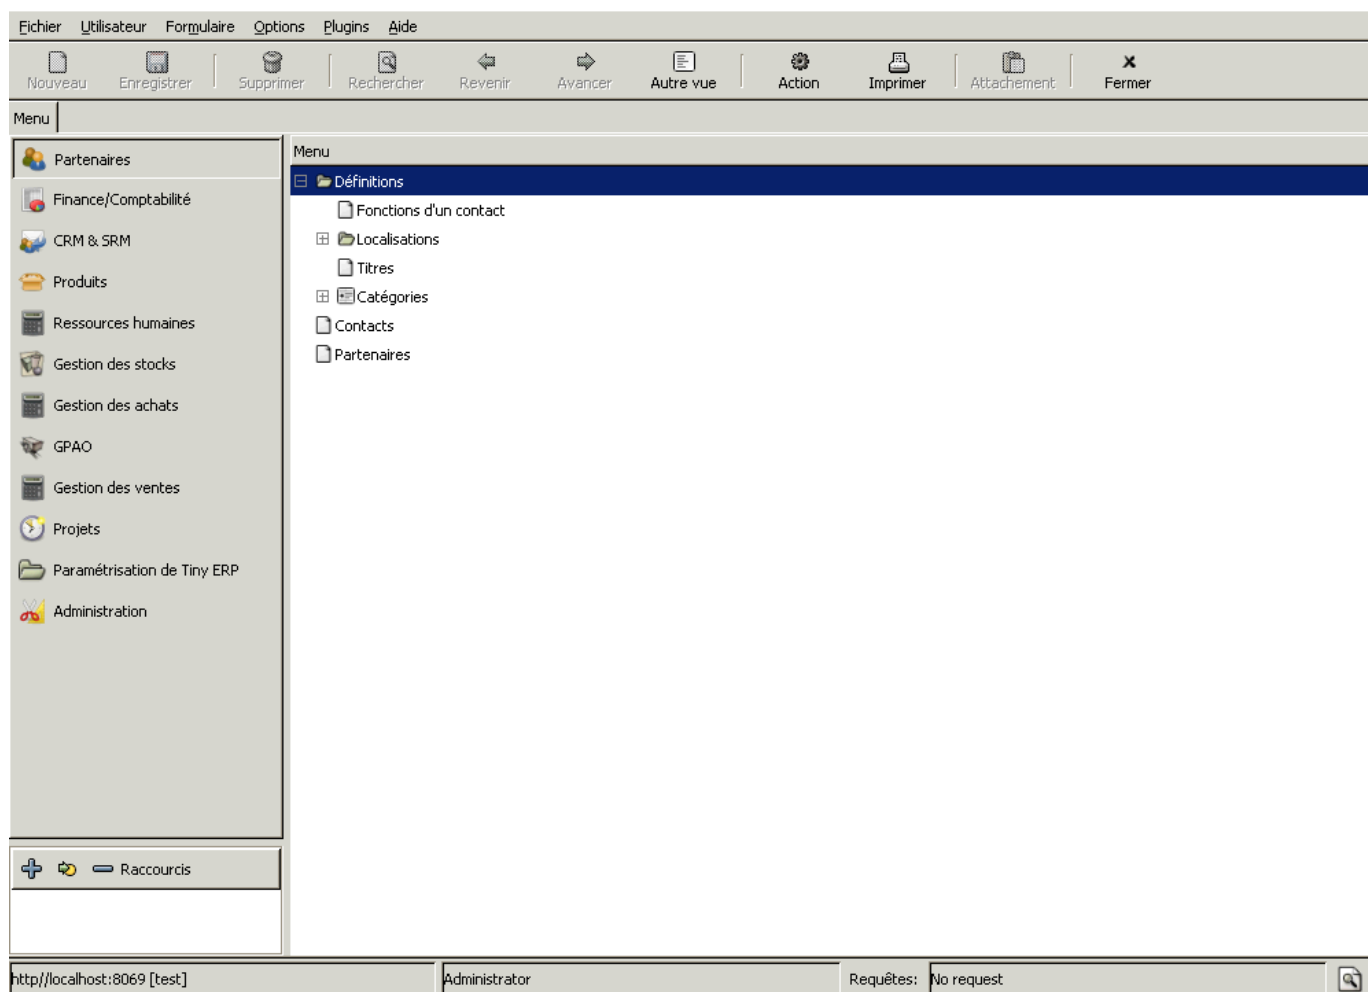 Fichier Utilisateur Formulaire Options Plugins Aide
Nouveau Enregistrer Supprimer Rechercher Revenir Avancer Autre vue Action Imprimer Attachement Fermer
Menu
Partenaires
Finance/Comptabilité
CRM & SRM
Produits
Ressources humaines
Gestion des stocks
Gestion des achats
GPAO
Gestion des ventes
Projets
Paramétrisation de Tiny ERP
Administration
Raccourcis
Menu
Définitions
Fonctions d'un contact
Localisations
Titres
Catégories
Contacts
Partenaires
http//localhost:8069 [test] Administrator Requêtes: No request